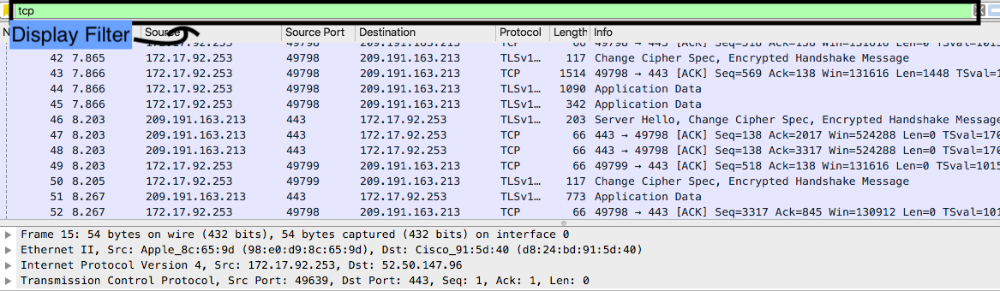 tcp
Display Filter
N Source Source Port Destination Protocol Length Info
172.17.92.253 49798 209.191.163.213 TCP 66 49798 → 443 [ACK] Seq=518 Ack=138 Win=131616 Len=0 TSval=101
42 7.865 172.17.92.253 49798 209.191.163.213 TLSv1… 117 Change Cipher Spec, Encrypted Handshake Message
43 7.866 172.17.92.253 49798 209.191.163.213 TCP 1514 49798 → 443 [ACK] Seq=569 Ack=138 Win=131616 Len=1448 TSval=1
44 7.866 172.17.92.253 49798 209.191.163.213 TLSv1… 1090 Application Data
45 7.866 172.17.92.253 49798 209.191.163.213 TLSv1… 342 Application Data
46 8.203 209.191.163.213 443 172.17.92.253 TLSv1… 203 Server Hello, Change Cipher Spec, Encrypted Handshake Message
47 8.203 209.191.163.213 443 172.17.92.253 TCP 66 443 → 49798 [ACK] Seq=138 Ack=2017 Win=524288 Len=0 TSval=170
48 8.203 209.191.163.213 443 172.17.92.253 TCP 66 443 → 49798 [ACK] Seq=138 Ack=3317 Win=524288 Len=0 TSval=170
49 8.203 172.17.92.253 49799 209.191.163.213 TCP 66 49799 → 443 [ACK] Seq=518 Ack=138 Win=131616 Len=0 TSval=1015
50 8.205 172.17.92.253 49799 209.191.163.213 TLSv1… 117 Change Cipher Spec, Encrypted Handshake Message
51 8.267 209.191.163.213 443 172.17.92.253 TLSv1… 773 Application Data
52 8.267 172.17.92.253 49798 209.191.163.213 TCP 66 49798 → 443 [ACK] Seq=3317 Ack=845 Win=130912 Len=0 TSval=101
Frame 15: 54 bytes on wire (432 bits), 54 bytes captured (432 bits) on interface 0
Ethernet II, Src: Apple_8c:65:9d (98:e0:d9:8c:65:9d), Dst: Cisco_91:5d:40 (d8:24:bd:91:5d:40)
Internet Protocol Version 4, Src: 172.17.92.253, Dst: 52.50.147.96
Transmission Control Protocol, Src Port: 49639, Dst Port: 443, Seq: 1, Ack: 1, Len: 0